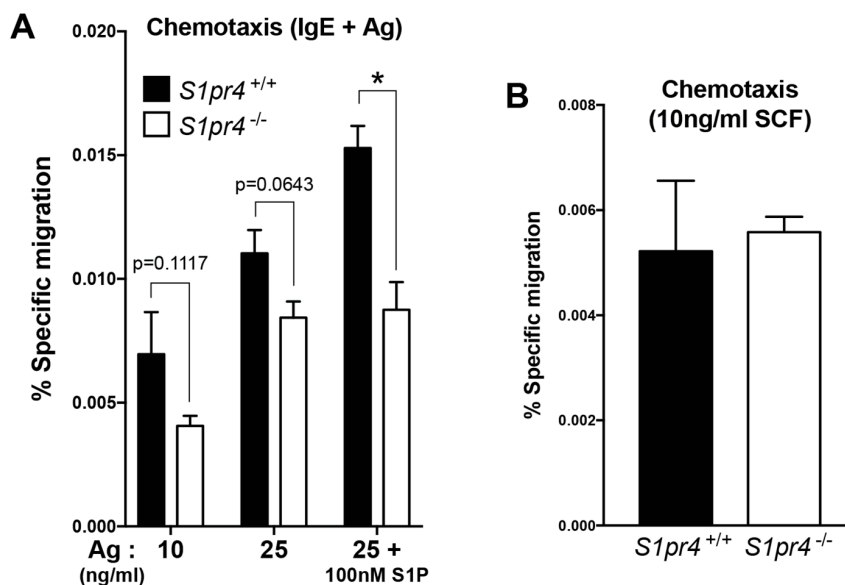 A
Chemotaxis (IgE + Ag)
S1pr4 +/+
S1pr4 -/-
% Specific migration
0.020
0.015
0.010
0.005
0.000
p=0.1117
p=0.0643
*
Ag : 10 25 25 +
(ng/ml) 100nM S1P
B
Chemotaxis
(10ng/ml SCF)
% Specific migration
0.008
0.006
0.004
0.002
0.000
S1pr4 +/+ S1pr4 -/-